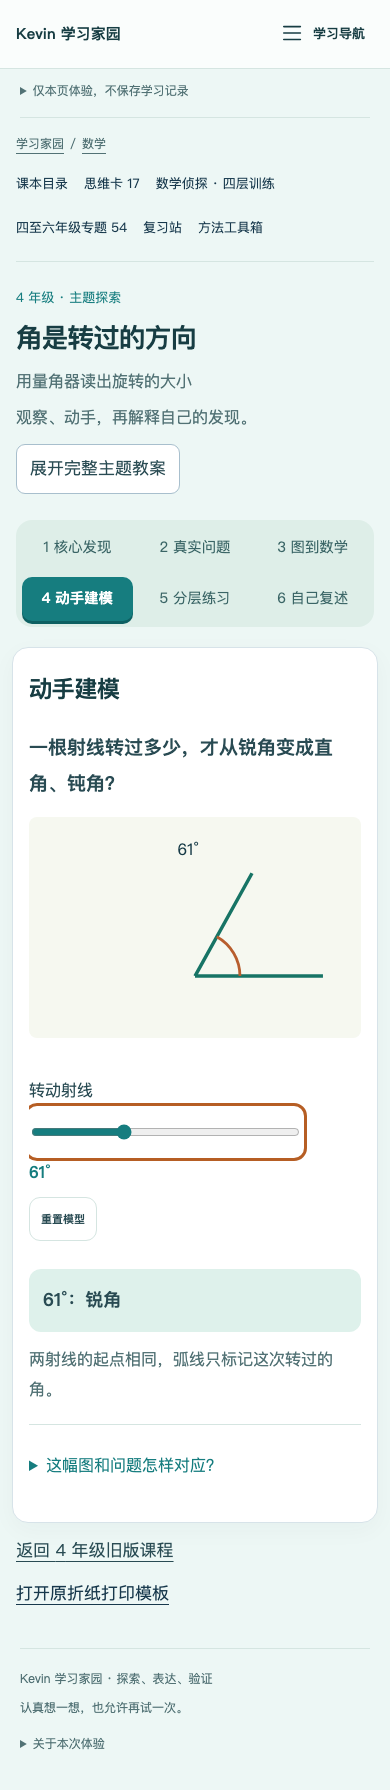 Kevin 学习家园
学习导航
仅本页体验，不保存学习记录
学习家园 / 数学
课本目录 思维卡 17 数学侦探 · 四层训练
四至六年级专题 54 复习站 方法工具箱
4 年级 · 主题探索
角是转过的方向
用量角器读出旋转的大小
观察、动手，再解释自己的发现。
展开完整主题教案
1 核心发现 2 真实问题 3 图到数学
4 动手建模 5 分层练习 6 自己复述
动手建模
一根射线转过多少，才从锐角变成直
角、钝角？
61°
转动射线
61°
重置模型
61°：锐角
两射线的起点相同，弧线只标记这次转过的
角。
这幅图和问题怎样对应？
返回 4 年级旧版课程
打开原折纸打印模板
Kevin 学习家园 · 探索、表达、验证
认真想一想，也允许再试一次。
关于本次体验